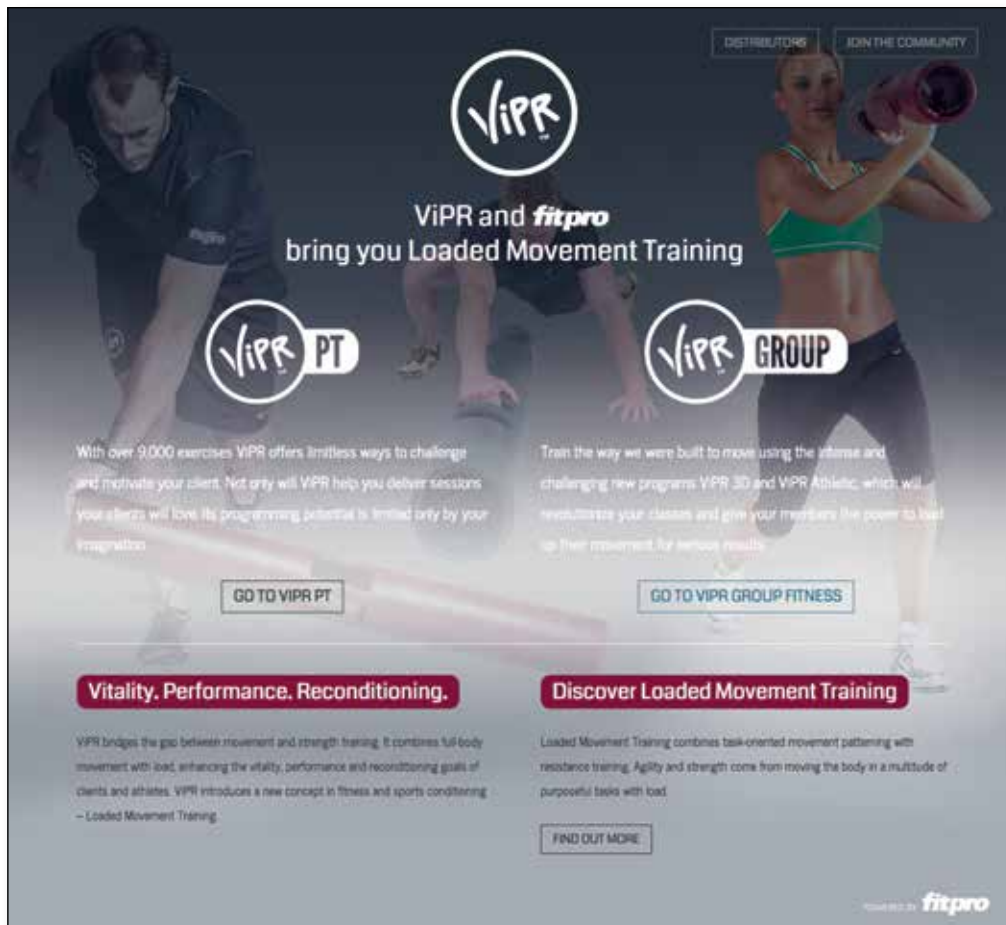 DISTRIBUTORS
JOIN THE COMMUNITY
ViPR
ViPR and fitpro
bring you Loaded Movement Training
ViPR PT
With over 9,000 exercises ViPR offers limitless ways to challenge
and motivate your client. Not only will ViPR help you deliver sessions
your clients will love, its programming potential is limited only by your
imagination.
GO TO VIPR PT
ViPR GROUP
Train the way we were built to move using the intense and
challenging new programs ViPR 3D and ViPR Athletic, which will
revolutionize your classes and give your members the power to load
up their movement for serious results.
GO TO VIPR GROUP FITNESS
Vitality. Performance. Reconditioning.
ViPR bridges the gap between movement and strength training. It combines full-body
movement with load, enhancing the vitality, performance and reconditioning goals of
clients and athletes. ViPR introduces a new concept in fitness and sports conditioning
– Loaded Movement Training.
Discover Loaded Movement Training
Loaded Movement Training combines task-oriented movement patterning with
resistance training. Agility and strength come from moving the body in a multitude of
purposeful tasks with load.
FIND OUT MORE
POWERED BY fitpro